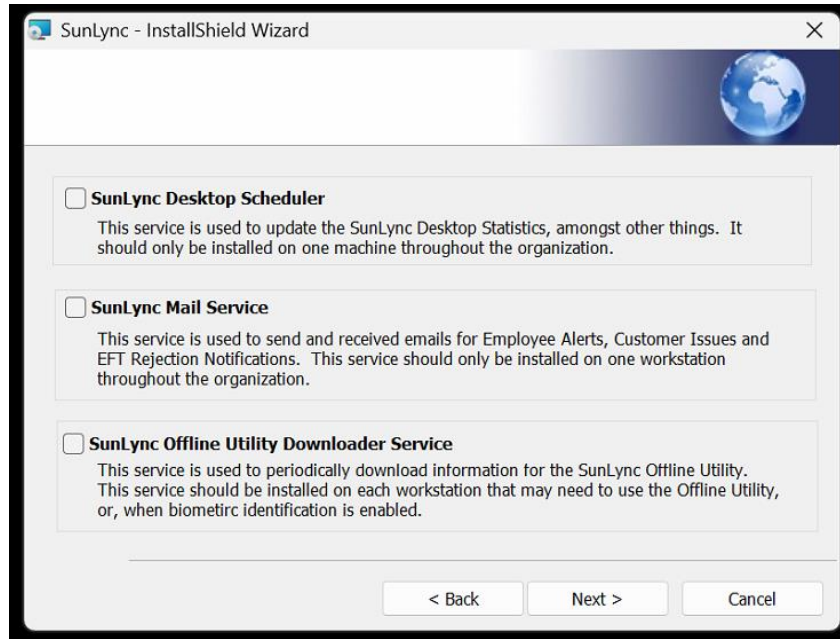 SunLync - InstallShield Wizard
SunLync Desktop Scheduler
This service is used to update the SunLync Desktop Statistics, amongst other things.  It
should only be installed on one machine throughout the organization.
SunLync Mail Service
This service is used to send and received emails for Employee Alerts, Customer Issues and
EFT Rejection Notifications.  This service should only be installed on one workstation
throughout the organization.
SunLync Offline Utility Downloader Service
This service is used to periodically download information for the SunLync Offline Utility.
This service should be installed on each workstation that may need to use the Offline Utility,
or, when biometirc identification is enabled.
< Back Next > Cancel